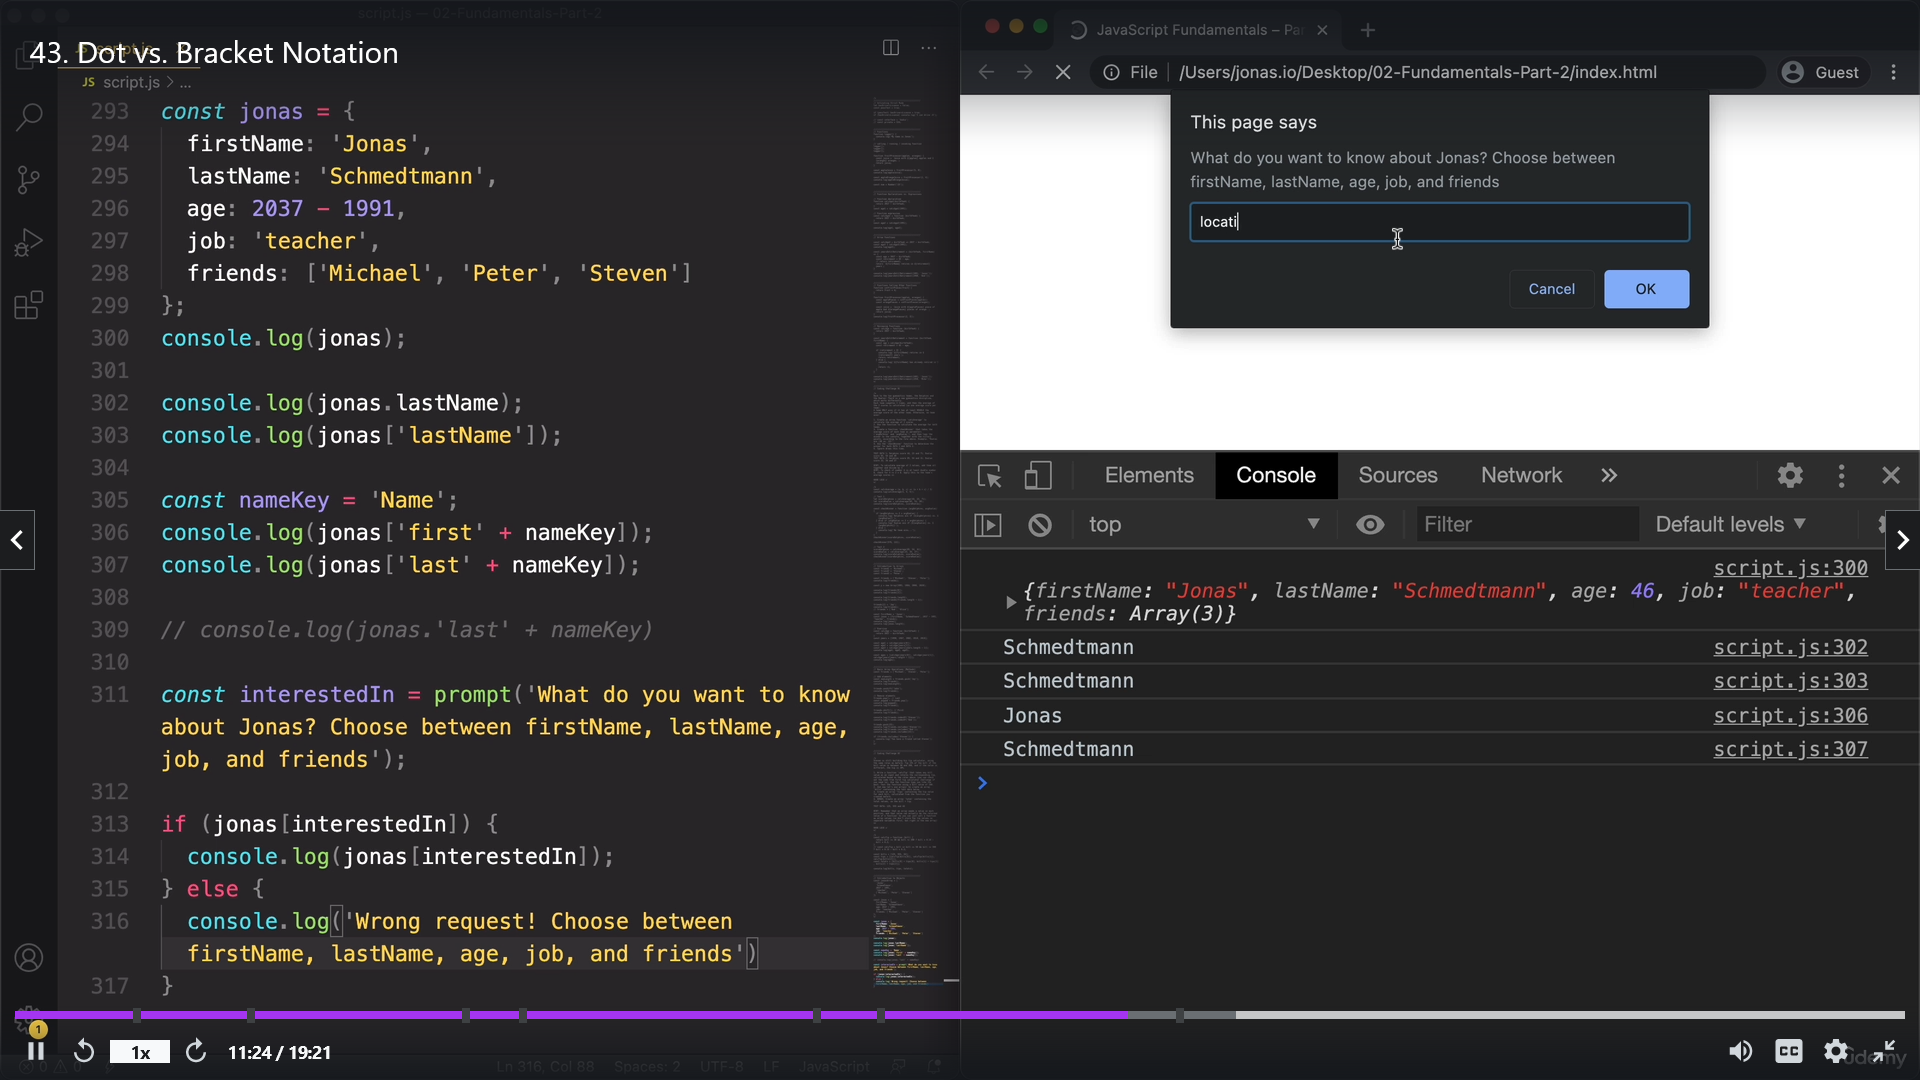 script.js — 02-Fundamentals-Part-2
43. Dot vs. Bracket Notation
JS script.js > ...
293 const jonas = {
294 firstName: 'Jonas',
295 lastName: 'Schmedtmann',
296 age: 2037 - 1991,
297 job: 'teacher',
298 friends: ['Michael', 'Peter', 'Steven']
299 };
300 console.log(jonas);
301
302 console.log(jonas.lastName);
303 console.log(jonas['lastName']);
304
305 const nameKey = 'Name';
306 console.log(jonas['first' + nameKey]);
307 console.log(jonas['last' + nameKey]);
308
309 // console.log(jonas.'last' + nameKey)
310
311 const interestedIn = prompt('What do you want to know
about Jonas? Choose between firstName, lastName, age,
job, and friends');
312
313 if (jonas[interestedIn]) {
314 console.log(jonas[interestedIn]);
315 } else {
316 console.log('Wrong request! Choose between
firstName, lastName, age, job, and friends')
317 }
JavaScript Fundamentals – Pa
File | /Users/jonas.io/Desktop/02-Fundamentals-Part-2/index.html
Guest
This page says
What do you want to know about Jonas? Choose between
firstName, lastName, age, job, and friends
locati
Cancel
OK
Elements Console Sources Network »
top Filter Default levels
script.js:300
{firstName: "Jonas", lastName: "Schmedtmann", age: 46, job: "teacher",
friends: Array(3)}
Schmedtmann script.js:302
Schmedtmann script.js:303
Jonas script.js:306
Schmedtmann script.js:307
1
1x
11:24 / 19:21
Ln 316, Col 88 Spaces: 2 UTF-8 LF JavaScript
CC
udemy